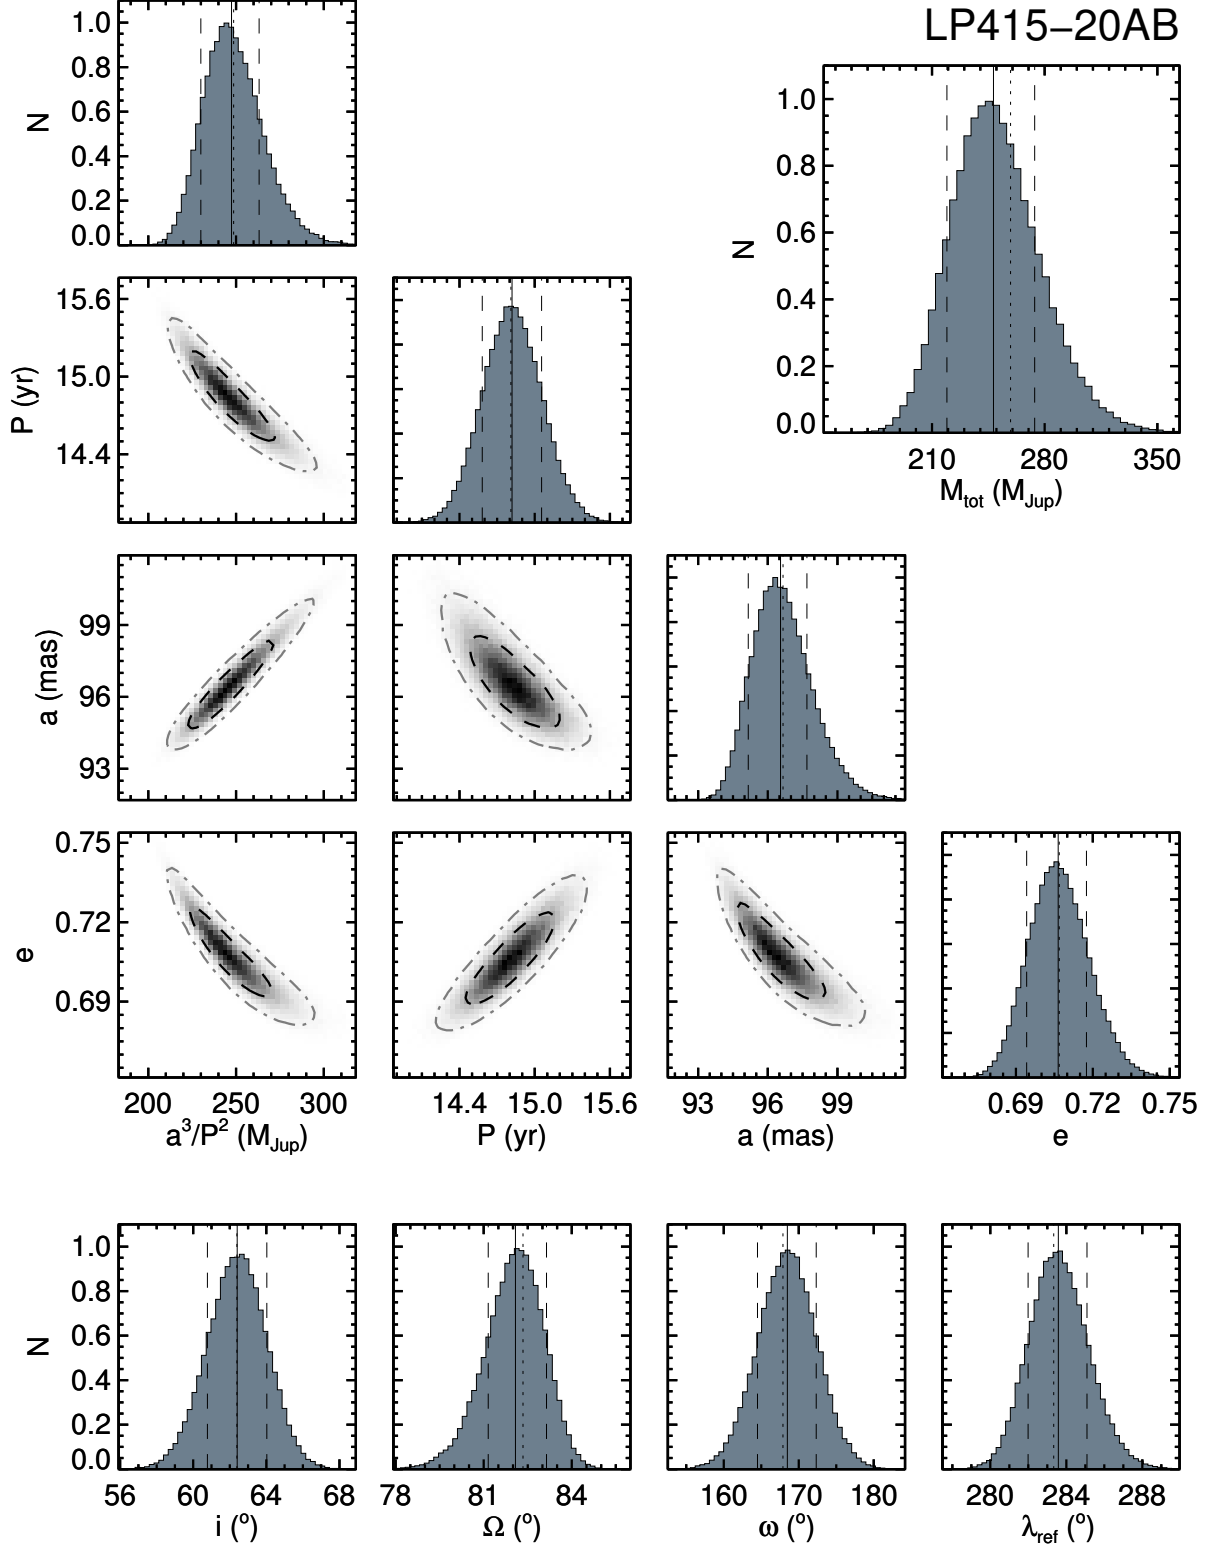 LP415−20AB
1.0
0.8
0.6
0.4
0.2
0.0
N
1.0
0.8
0.6
0.4
0.2
0.0
N
210 280 350
M_tot (M_Jup)
15.6
15.0
14.4
P (yr)
99
96
93
a (mas)
0.75
0.72
0.69
e
200 250 300
a³/P² (M_Jup)
14.4 15.0 15.6
P (yr)
93 96 99
a (mas)
0.69 0.72 0.75
e
1.0
0.8
0.6
0.4
0.2
0.0
N
56 60 64 68
i (°)
78 81 84
Ω (°)
160 170 180
ω (°)
280 284 288
λ_ref (°)